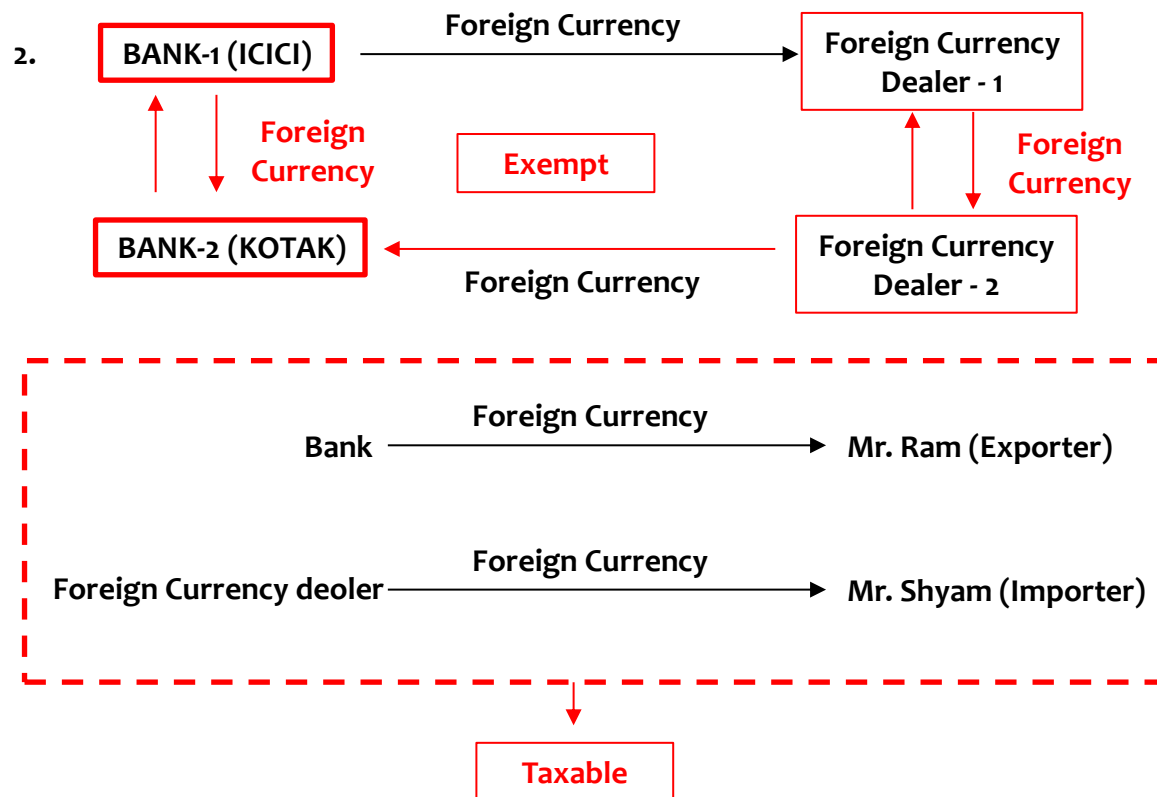 2.
BANK-1 (ICICI)
Foreign Currency
Foreign Currency
Dealer - 1
Foreign
Currency
Exempt
Foreign
Currency
BANK-2 (KOTAK)
Foreign Currency
Foreign Currency
Dealer - 2
Foreign Currency
Bank
Mr. Ram (Exporter)
Foreign Currency
Foreign Currency deoler
Mr. Shyam (Importer)
Taxable